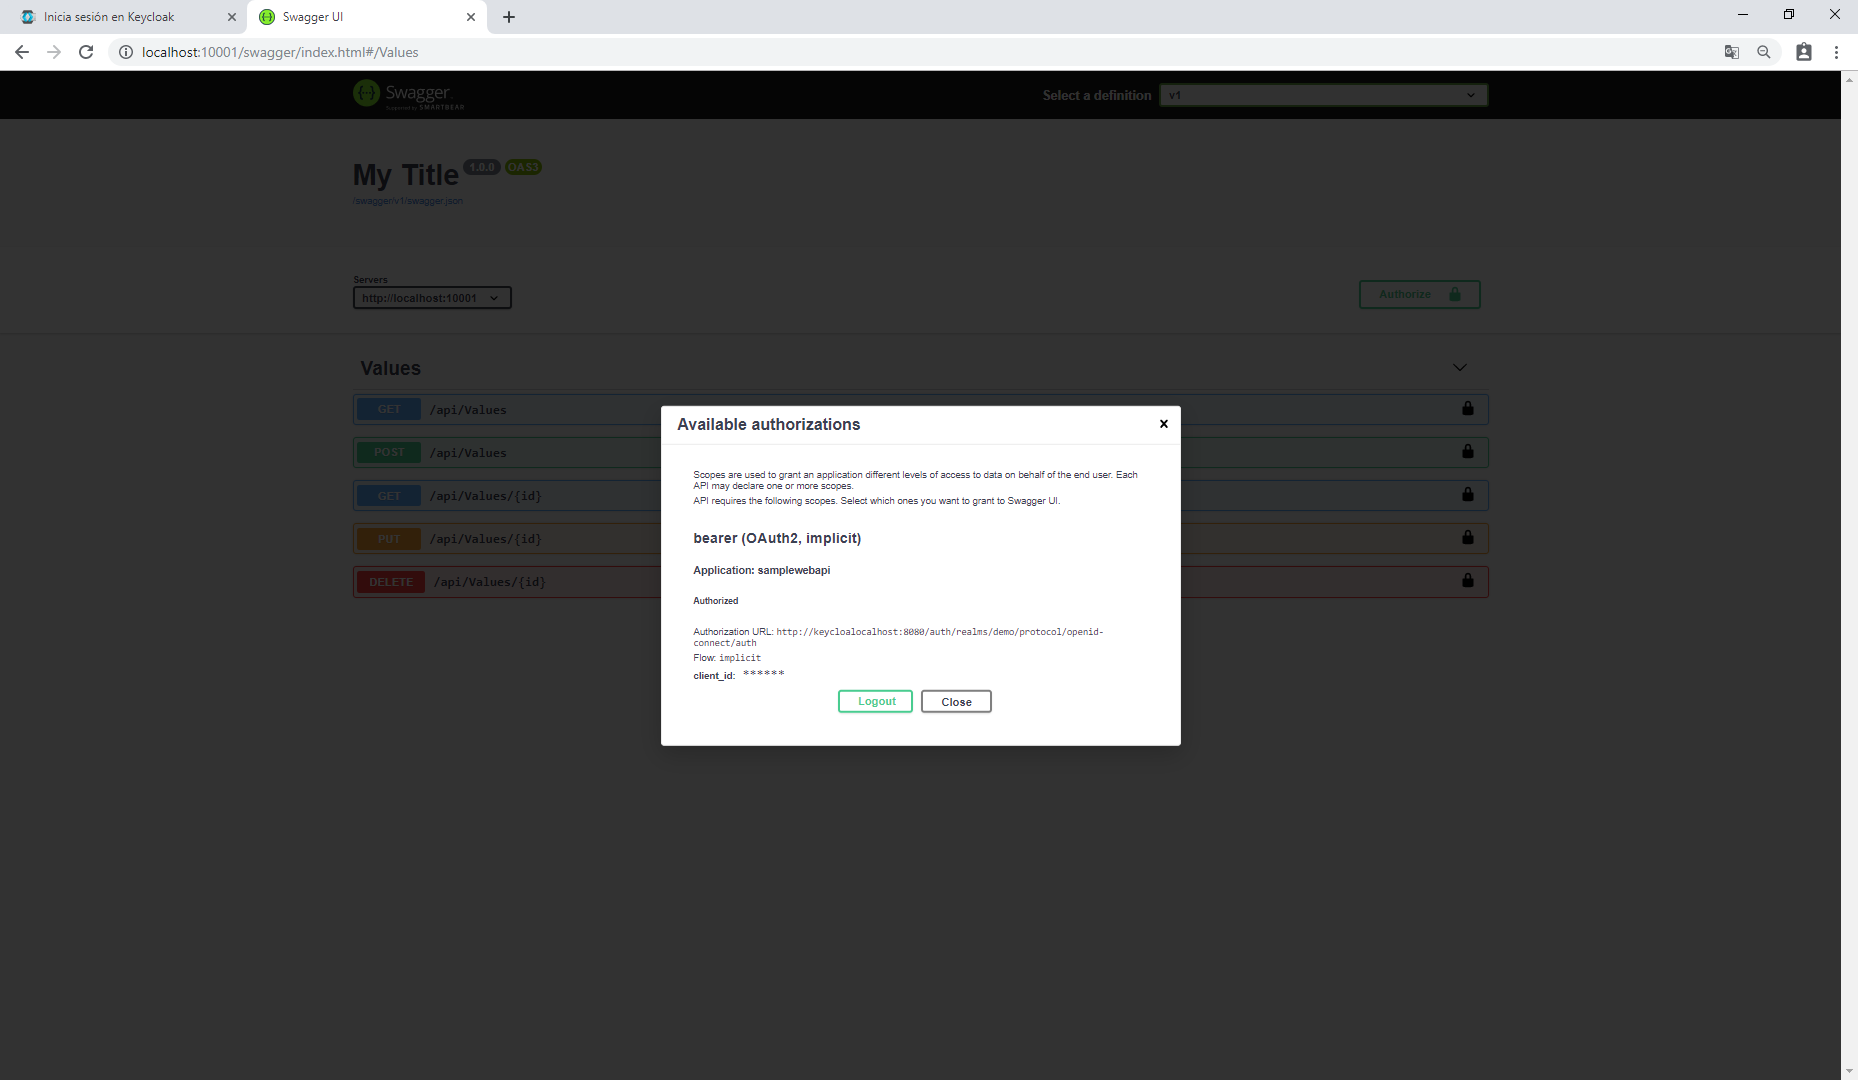 Inicia sesión en Keycloak
Swagger UI
localhost:10001/swagger/index.html#/Values
Swagger
Supported by SMARTBEAR
Select a definition
v1
My Title 1.0.0 OAS3
/swagger/v1/swagger.json
Servers
http://localhost:10001
Authorize
Values
GET /api/Values
POST /api/Values
GET /api/Values/{id}
PUT /api/Values/{id}
DELETE /api/Values/{id}
Available authorizations
Scopes are used to grant an application different levels of access to data on behalf of the end user. Each
API may declare one or more scopes.
API requires the following scopes. Select which ones you want to grant to Swagger UI.
bearer (OAuth2, implicit)
Application: samplewebapi
Authorized
Authorization URL: http://keycloalocalhost:8080/auth/realms/demo/protocol/openid-
connect/auth
Flow: implicit
client_id: ******
Logout
Close